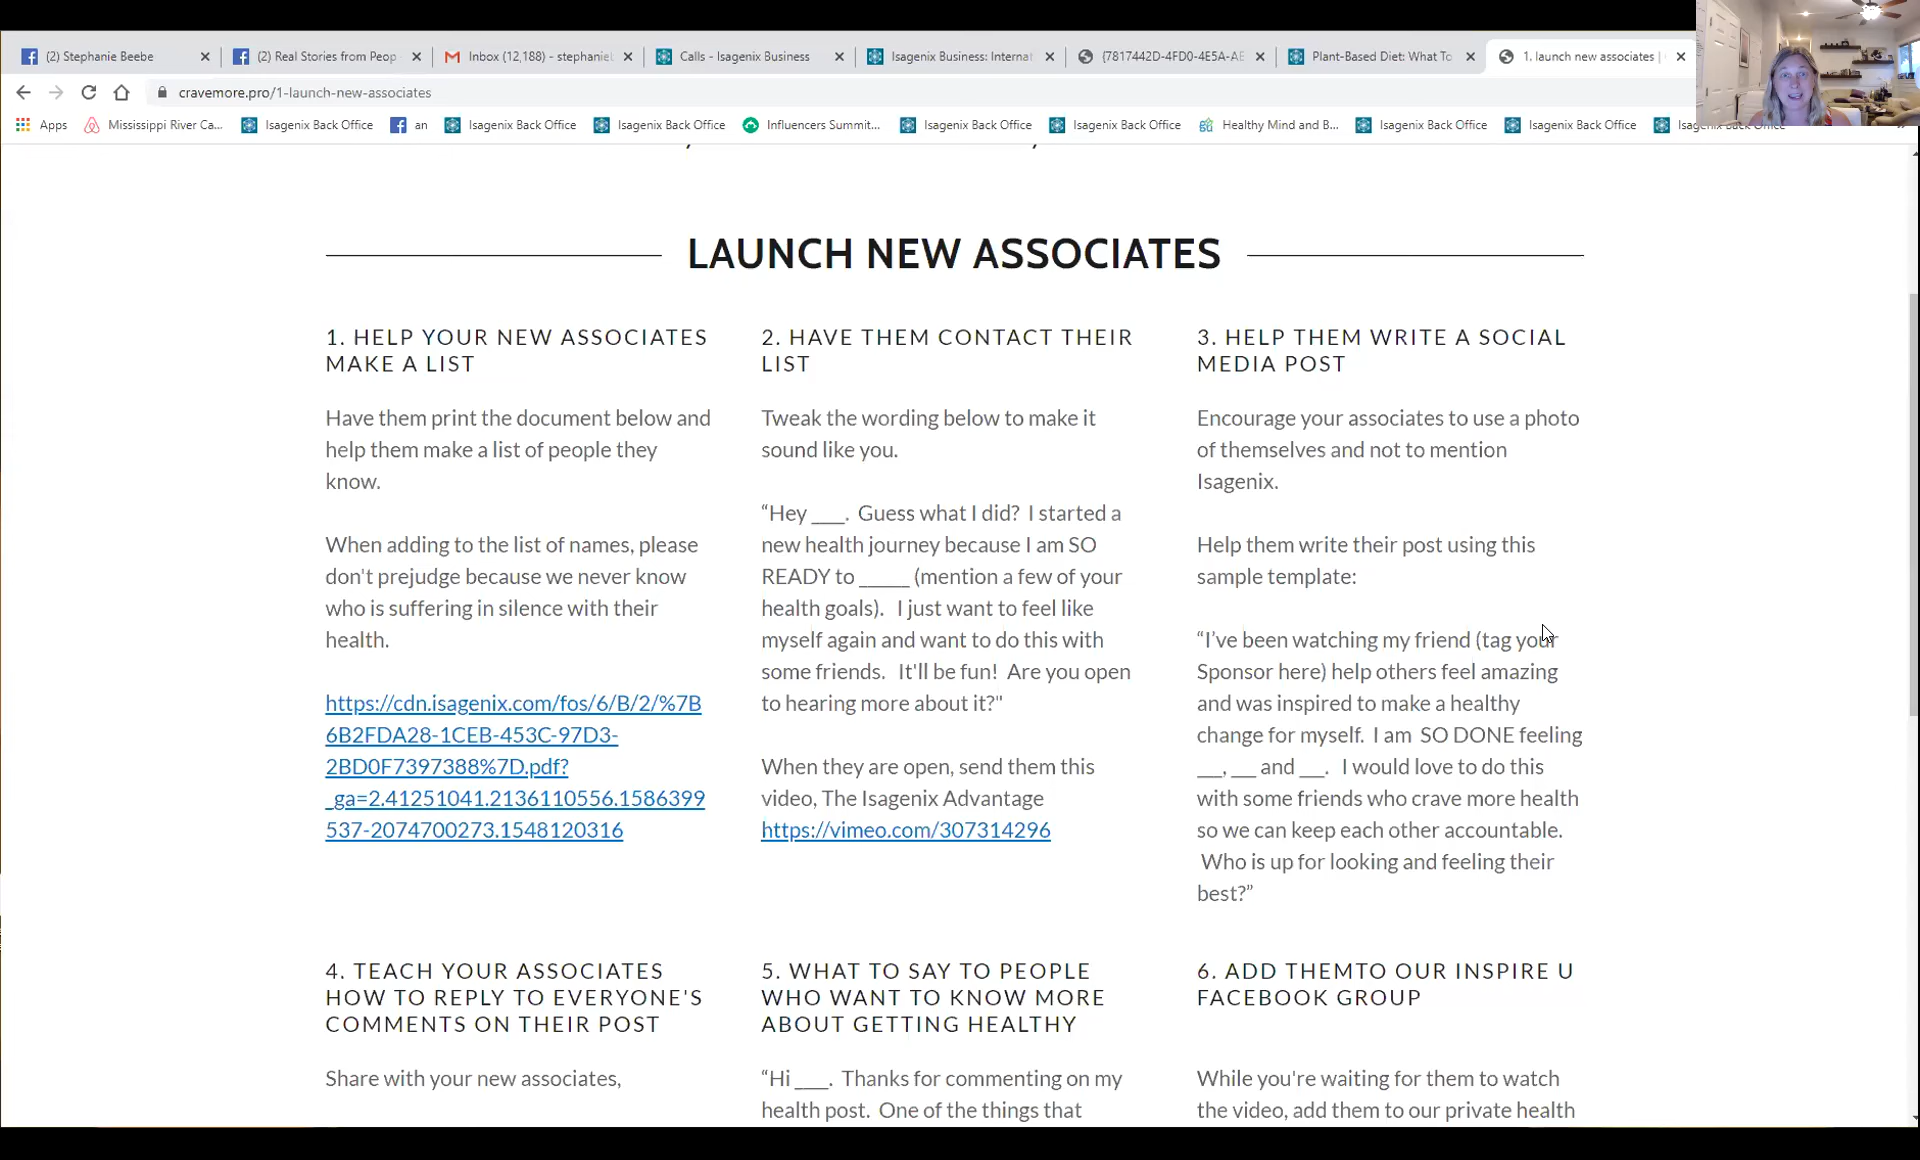 (2) Stephanie Beebe
(2) Real Stories from Peop
Inbox (12,188) - stephanie
Calls - Isagenix Business
Isagenix Business: Interna
{7817442D-4FD0-4E5A-AE
Plant-Based Diet: What To
1. launch new associates |
cravemore.pro/1-launch-new-associates
Apps
Mississippi River Ca...
Isagenix Back Office
an
Isagenix Back Office
Isagenix Back Office
Influencers Summit...
Isagenix Back Office
Isagenix Back Office
Healthy Mind and B...
Isagenix Back Office
Isagenix Back Office
LAUNCH NEW ASSOCIATES
1. HELP YOUR NEW ASSOCIATES
MAKE A LIST
Have them print the document below and
help them make a list of people they
know.
When adding to the list of names, please
don't prejudge because we never know
who is suffering in silence with their
health.
https://cdn.isagenix.com/fos/6/B/2/%7B
6B2FDA28-1CEB-453C-97D3-
2BD0F7397388%7D.pdf?
_ga=2.41251041.2136110556.1586399
537-2074700273.1548120316
2. HAVE THEM CONTACT THEIR
LIST
Tweak the wording below to make it
sound like you.
“Hey ___.  Guess what I did?  I started a
new health journey because I am SO
READY to _____ (mention a few of your
health goals).   I just want to feel like
myself again and want to do this with
some friends.   It'll be fun!  Are you open
to hearing more about it?"
When they are open, send them this
video, The Isagenix Advantage
https://vimeo.com/307314296
3. HELP THEM WRITE A SOCIAL
MEDIA POST
Encourage your associates to use a photo
of themselves and not to mention
Isagenix.
Help them write their post using this
sample template:
“I’ve been watching my friend (tag your
Sponsor here) help others feel amazing
and was inspired to make a healthy
change for myself.  I am  SO DONE feeling
___, ___ and ___.   I would love to do this
with some friends who crave more health
so we can keep each other accountable.
Who is up for looking and feeling their
best?”
4. TEACH YOUR ASSOCIATES
HOW TO REPLY TO EVERYONE'S
COMMENTS ON THEIR POST
Share with your new associates,
5. WHAT TO SAY TO PEOPLE
WHO WANT TO KNOW MORE
ABOUT GETTING HEALTHY
“Hi ___.  Thanks for commenting on my
health post.  One of the things that
6. ADD THEMTO OUR INSPIRE U
FACEBOOK GROUP
While you're waiting for them to watch
the video, add them to our private health